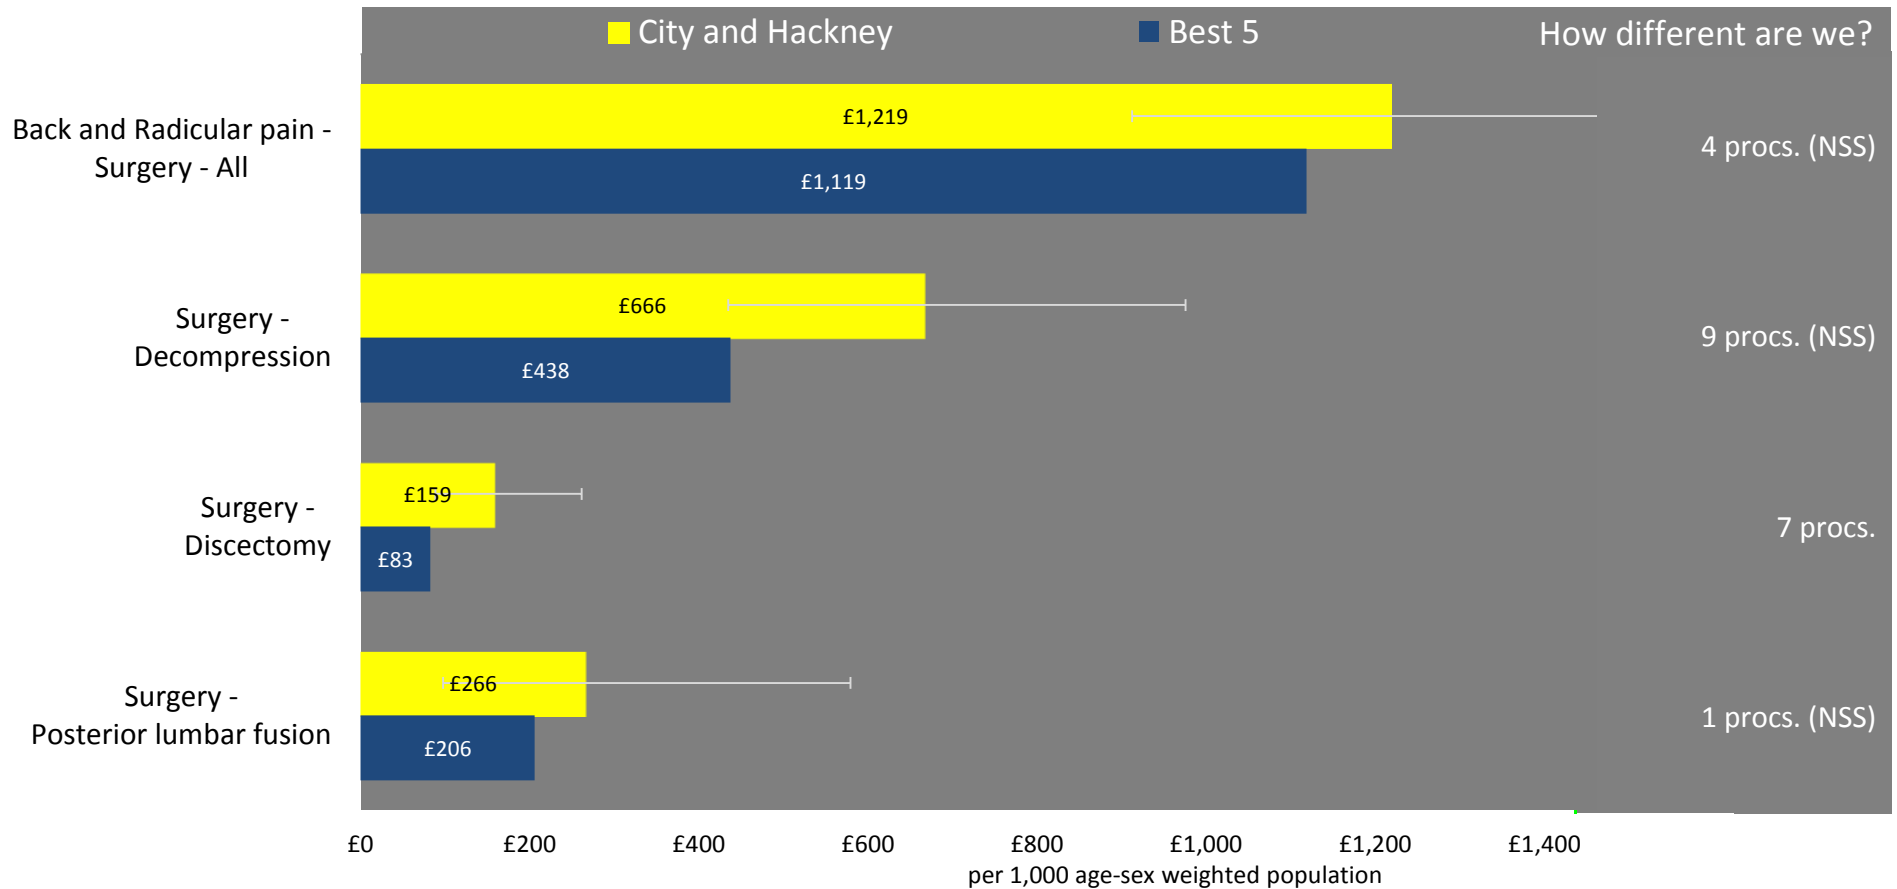 City and Hackney
Best 5
How different are we?
Back and Radicular pain -
Surgery - All
£1,219
£1,119
4 procs. (NSS)
Surgery -
Decompression
£666
£438
9 procs. (NSS)
Surgery -
Discectomy
£159
£83
7 procs.
Surgery -
Posterior lumbar fusion
£266
£206
1 procs. (NSS)
£0 £200 £400 £600 £800 £1,000 £1,200 £1,400
per 1,000 age-sex weighted population